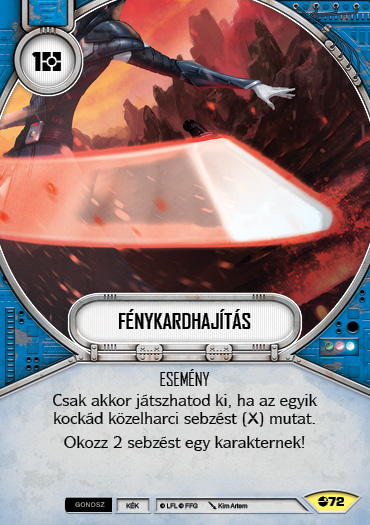 1
FÉNYKARDHAJÍTÁS
ESEMÉNY
Csak akkor játszhatod ki, ha az egyik
kockád közelharci sebzést (⚔) mutat.
Okozz 2 sebzést egy karakternek!
GONOSZ KÉK © LFL © FFG Kim Artem 72